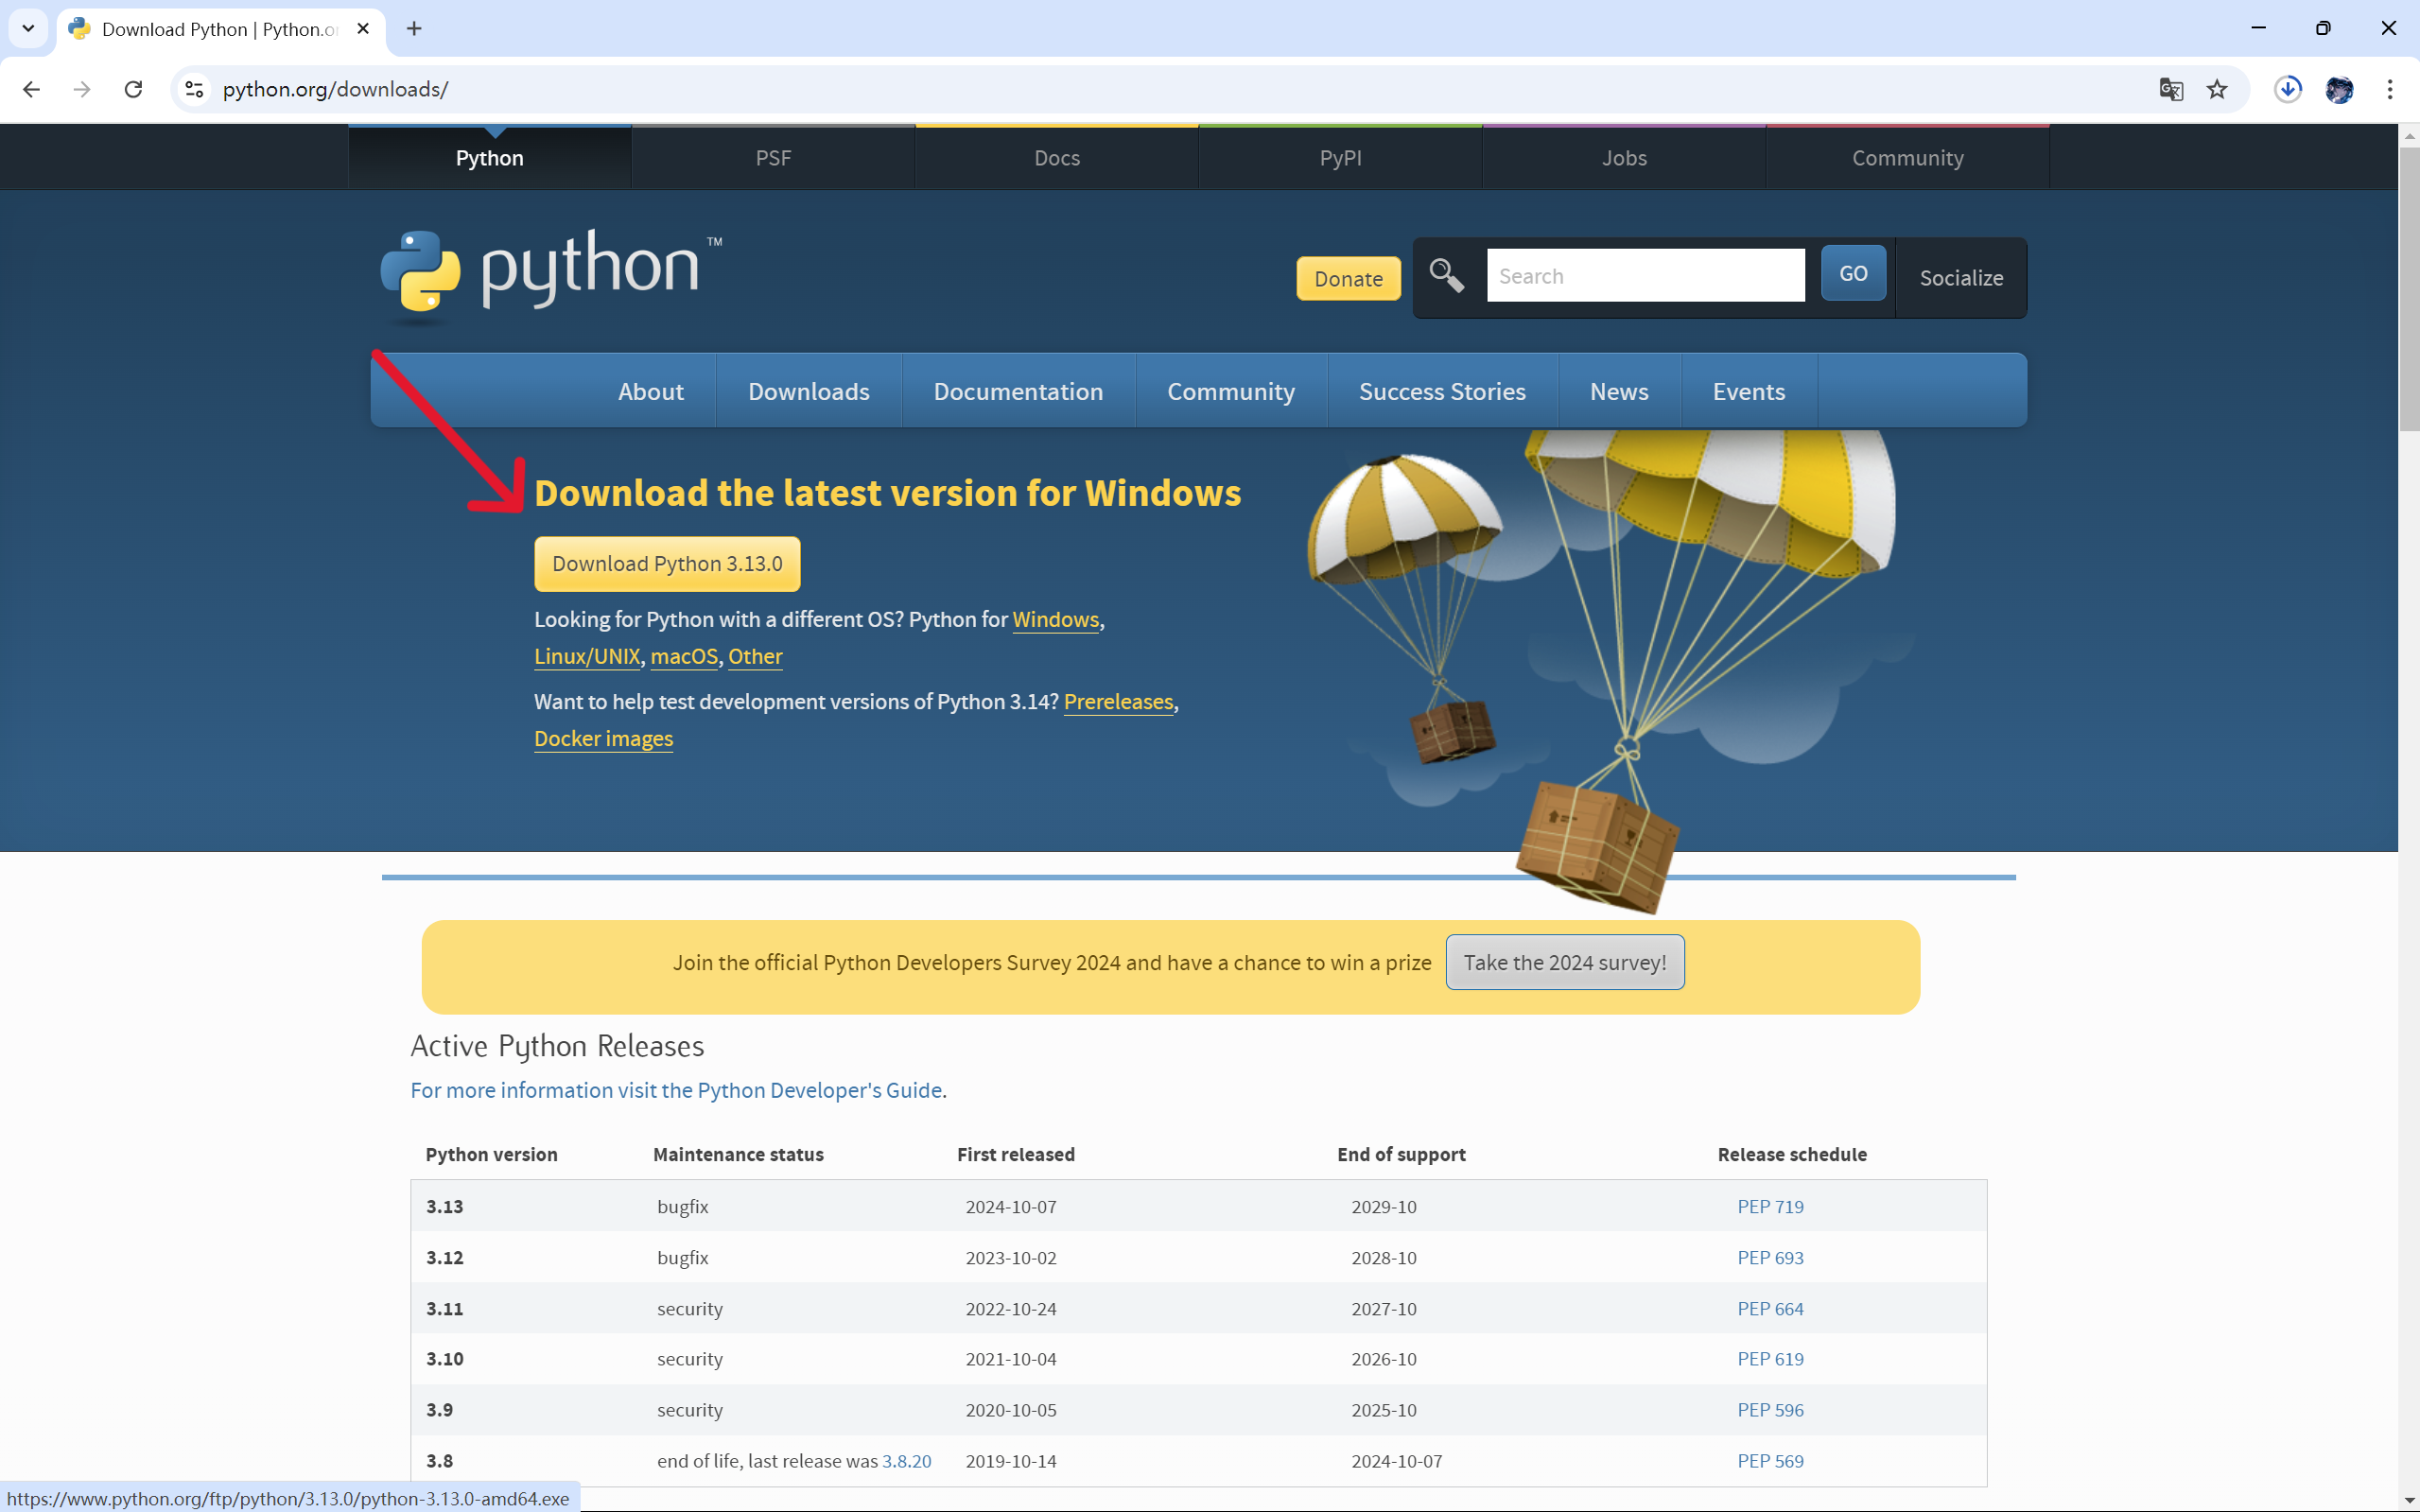 Download Python | Python.o
python.org/downloads/
Python
PSF
Docs
PyPI
Jobs
Community
python™
Donate
Search
GO
Socialize
About
Downloads
Documentation
Community
Success Stories
News
Events
Download the latest version for Windows
Download Python 3.13.0
Looking for Python with a different OS? Python for Windows,
Linux/UNIX, macOS, Other
Want to help test development versions of Python 3.14? Prereleases,
Docker images
Join the official Python Developers Survey 2024 and have a chance to win a prize
Take the 2024 survey!
Active Python Releases
For more information visit the Python Developer's Guide.
Python version Maintenance status First released End of support Release schedule
3.13 bugfix 2024-10-07 2029-10 PEP 719
3.12 bugfix 2023-10-02 2028-10 PEP 693
3.11 security 2022-10-24 2027-10 PEP 664
3.10 security 2021-10-04 2026-10 PEP 619
3.9 security 2020-10-05 2025-10 PEP 596
3.8 end of life, last release was 3.8.20 2019-10-14 2024-10-07 PEP 569
https://www.python.org/ftp/python/3.13.0/python-3.13.0-amd64.exe